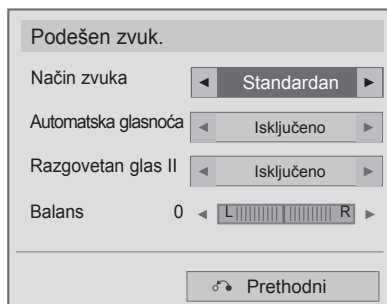 Podešen zvuk.
Način zvuka ◄ Standardan ►
Automatska glasnoća ◄ Isključeno ►
Razgovetan glas II ◄ Isključeno ►
Balans 0 ◄ L R ►
Prethodni